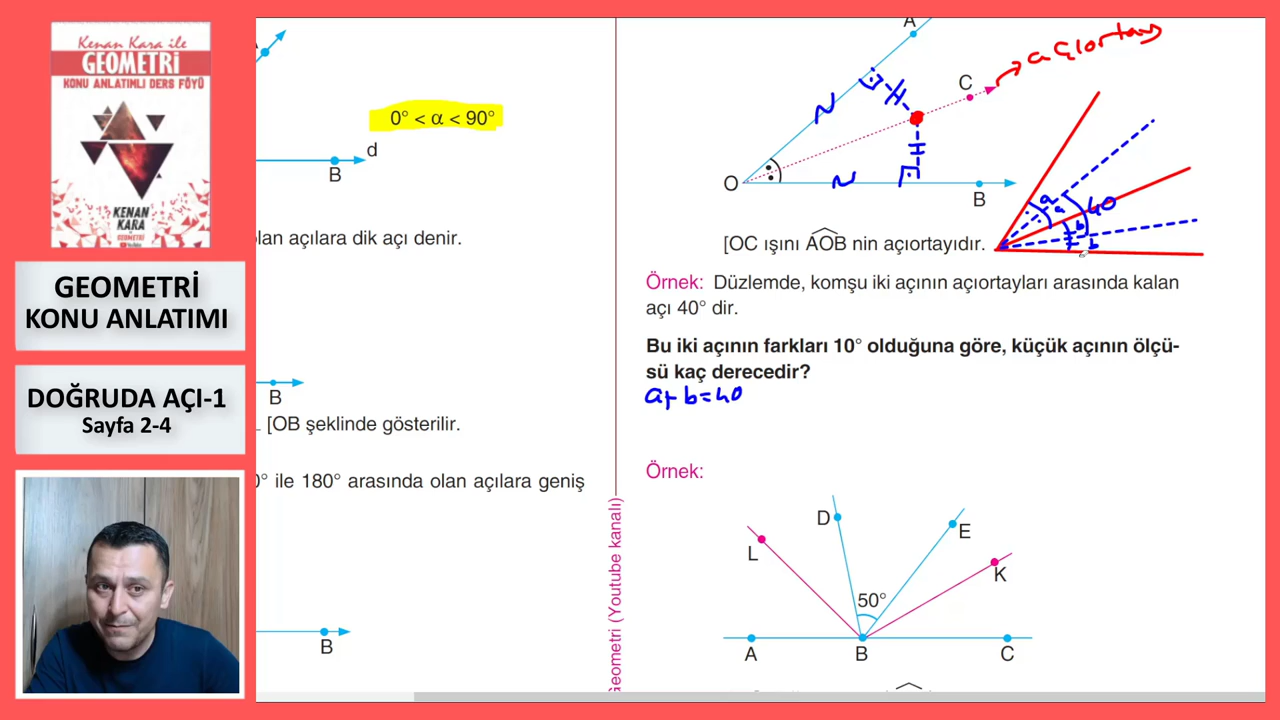 Kenan Kara ile
GEOMETRİ
KONU ANLATIMLI DERS FÖYÜ
KENAN
KARA
GEOMETRİ
KONU ANLATIMI
DOĞRUDA AÇI-1
Sayfa 2-4
0° < α < 90°
d
B
olan açılara dik açı denir.
B
[OB şeklinde gösterilir.
0° ile 180° arasında olan açılara geniş
B
Geometri (Youtube kanalı)
A
C
açıortay
O
B
a
a
40
b
b
[OC ışını AOB nin açıortayıdır.
Örnek: Düzlemde, komşu iki açının açıortayları arasında kalan
açı 40° dir.
Bu iki açının farkları 10° olduğuna göre, küçük açının ölçü-
sü kaç derecedir?
a+b=40
Örnek:
D
E
L
K
50°
A
B
C